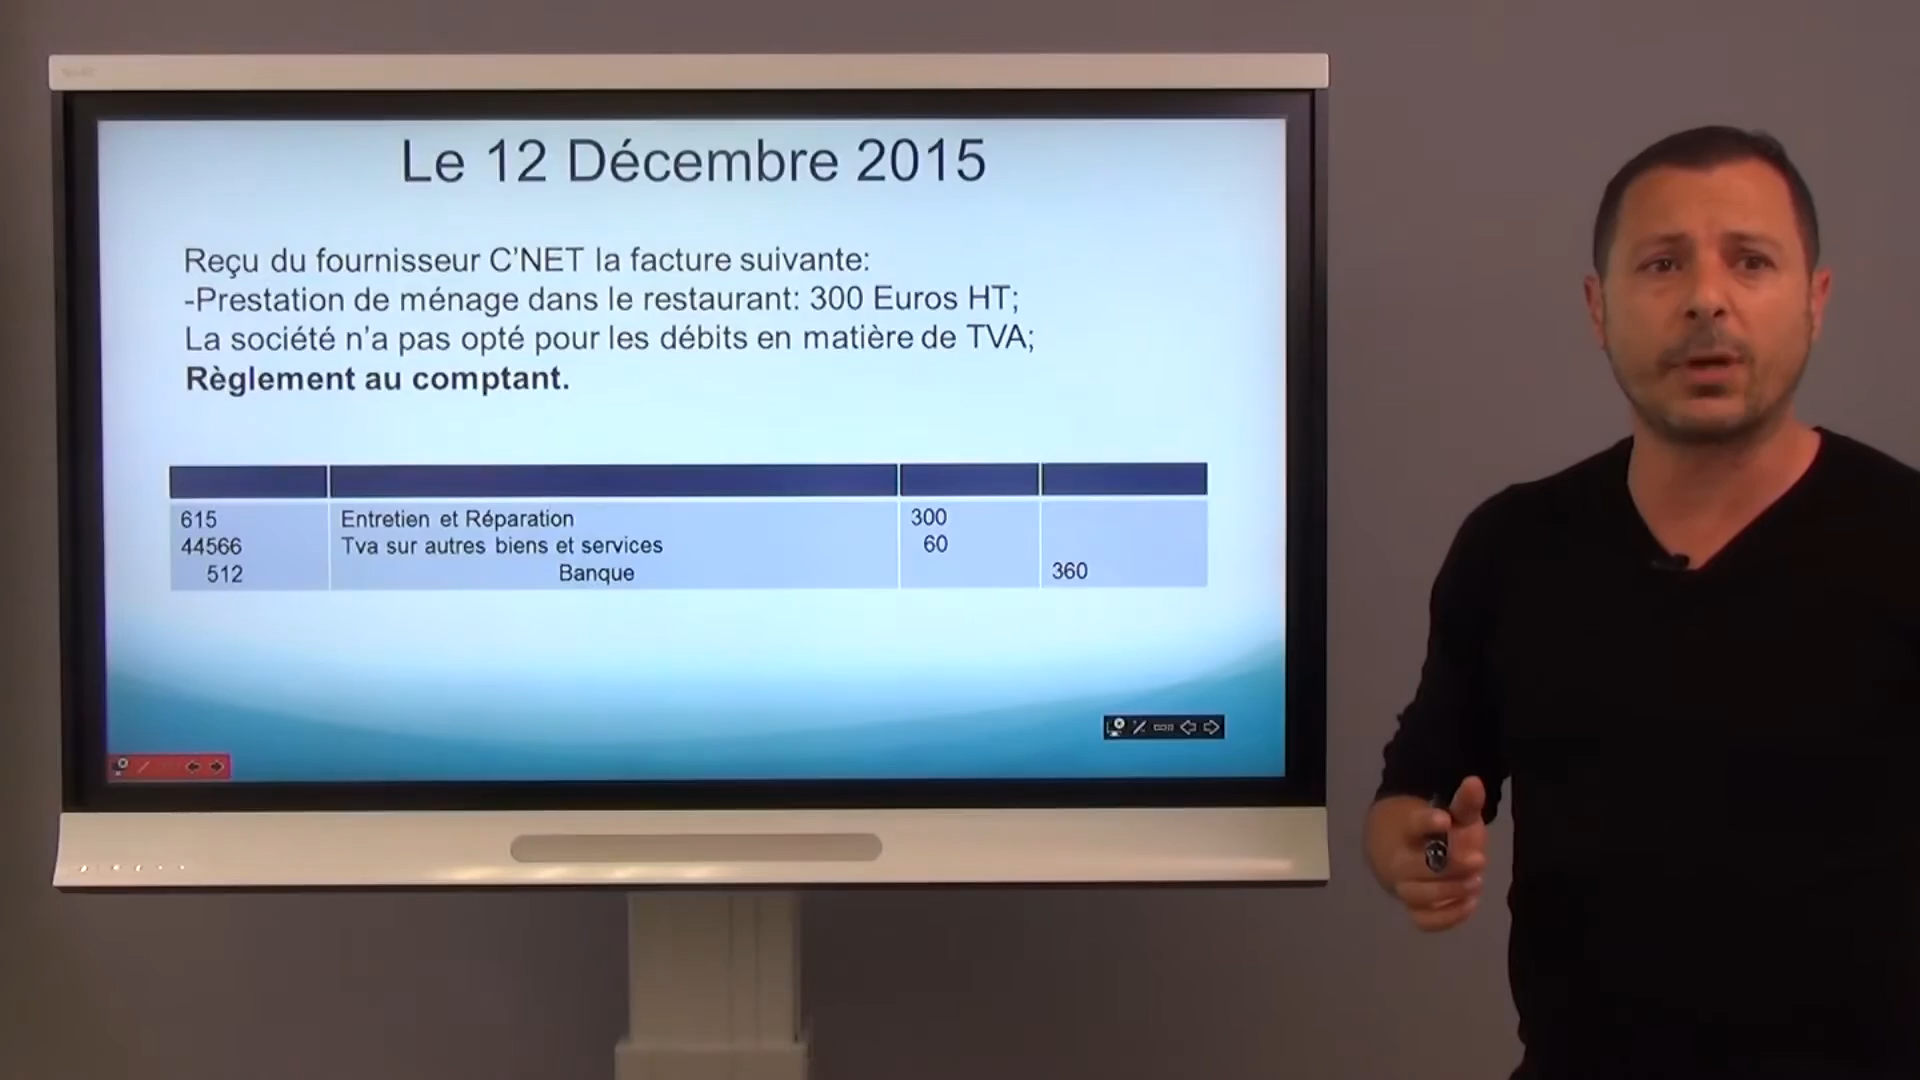 Le 12 Décembre 2015
Reçu du fournisseur C'NET la facture suivante:
-Prestation de ménage dans le restaurant: 300 Euros HT;
La société n'a pas opté pour les débits en matière de TVA;
Règlement au comptant.
615 Entretien et Réparation 300
44566 Tva sur autres biens et services 60
512 Banque 360